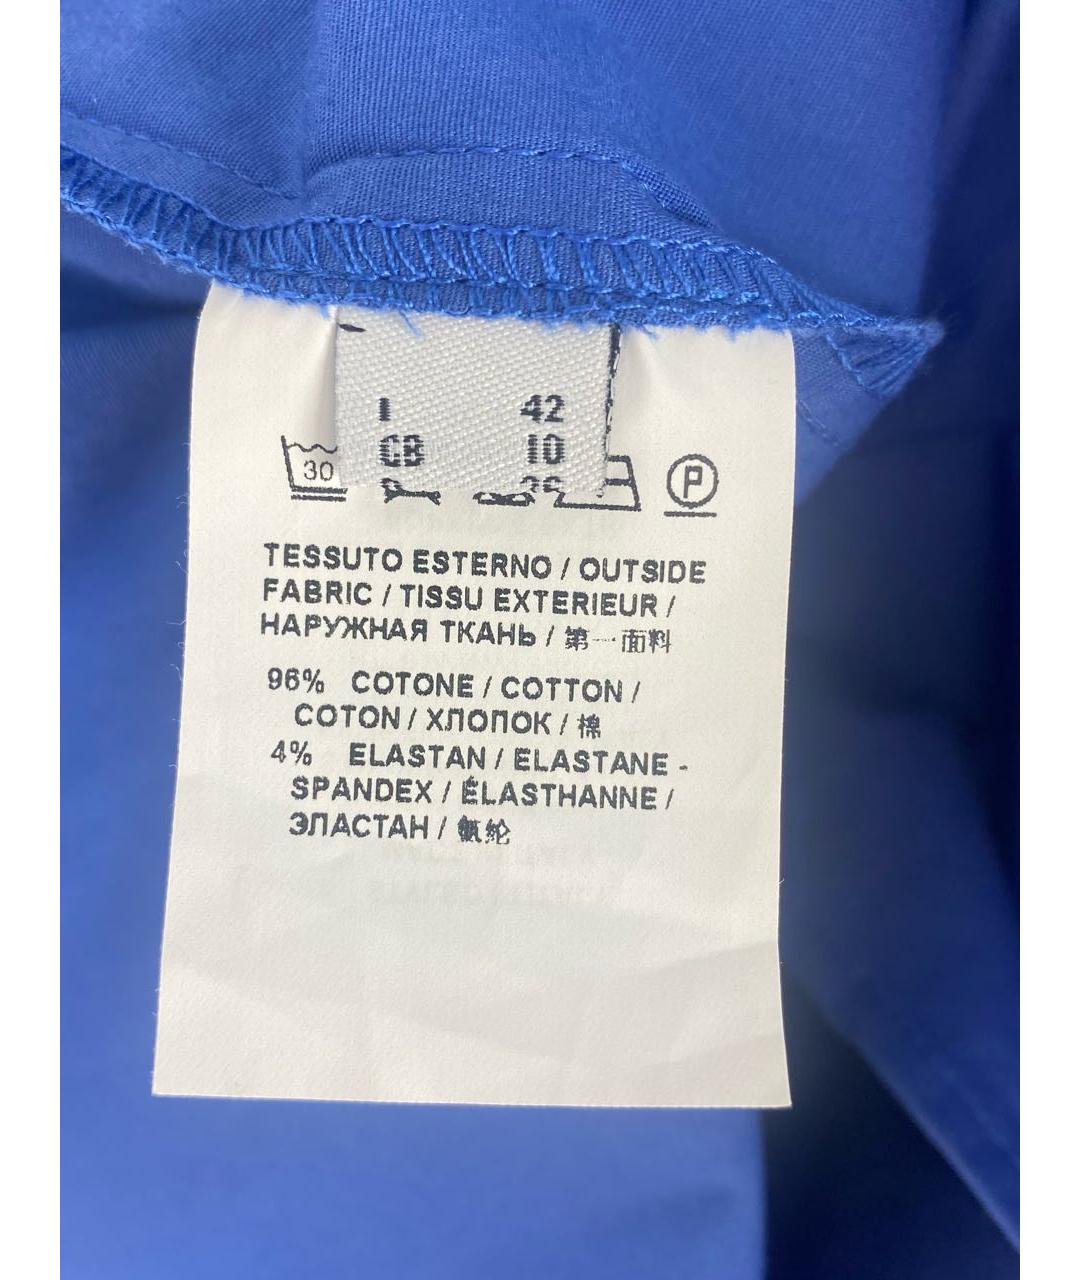 I 42
GB 10
30
P
TESSUTO ESTERNO / OUTSIDE
FABRIC / TISSU EXTERIEUR /
НАРУЖНАЯ ТКАНЬ / 第一面料
96% COTONE / COTTON /
COTON / ХЛОПОК / 棉
4% ELASTAN / ELASTANE -
SPANDEX / ÉLASTHANNE /
ЭЛАСТАН / 氨纶